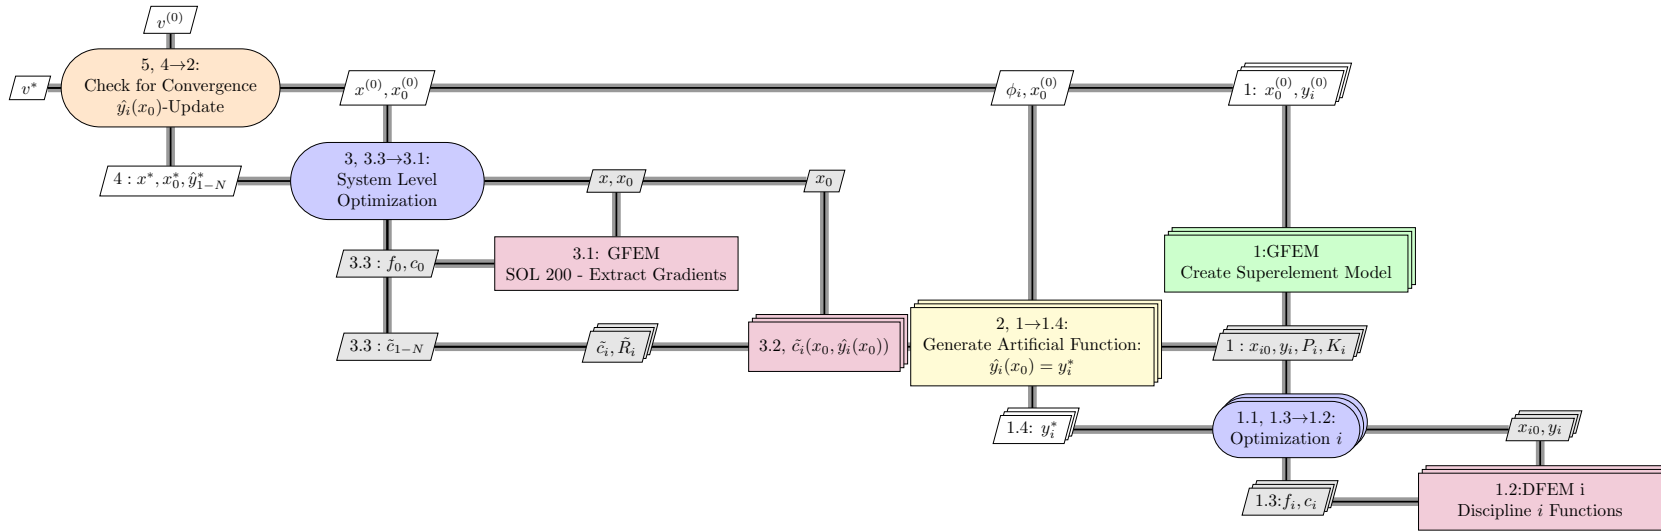 v^{(0)}
5, 4→2:
Check for Convergence
ŷ_i(x_0)-Update
v*
x^{(0)}, x_0^{(0)}
ϕ_i, x_0^{(0)}
1: x_0^{(0)}, y_i^{(0)}
4 : x*, x_0^*, ŷ_{1−N}^*
3, 3.3→3.1:
System Level
Optimization
x, x_0
x_0
3.3 : f_0, c_0
3.1: GFEM
SOL 200 - Extract Gradients
1:GFEM
Create Superelement Model
3.3 : c̃_{1−N}
c̃_i, R̃_i
3.2, c̃_i(x_0, ŷ_i(x_0))
2, 1→1.4:
Generate Artificial Function:
ŷ_i(x_0) = y_i^*
1 : x_{i0}, y_i, P_i, K_i
1.4: y_i^*
1.1, 1.3→1.2:
Optimization i
x_{i0}, y_i
1.3:f_i, c_i
1.2:DFEM i
Discipline i Functions